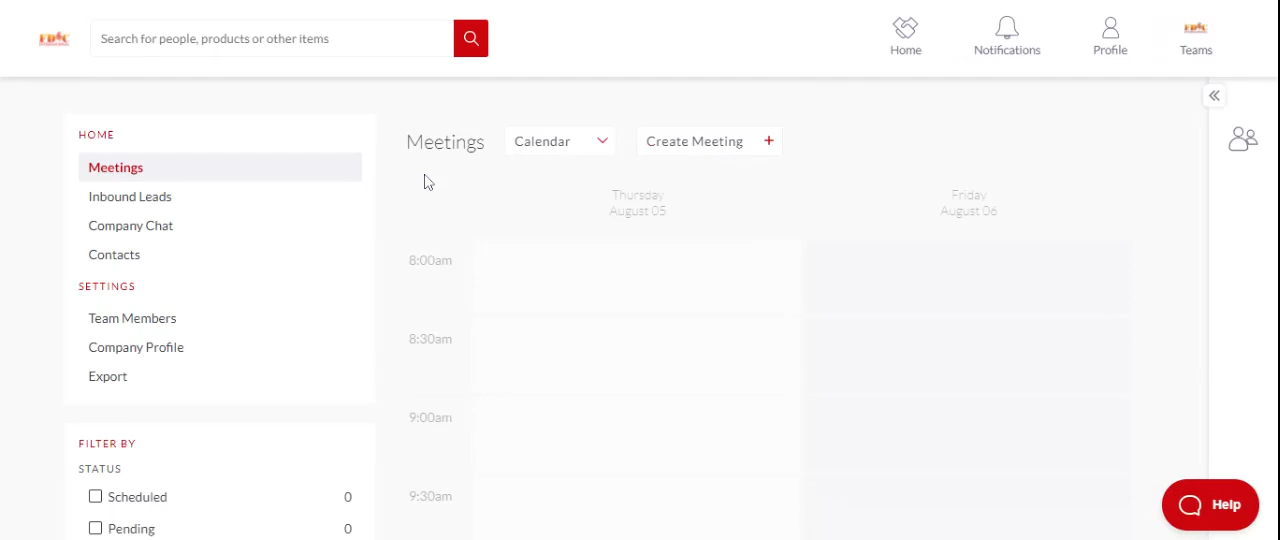 FDIC
Search for people, products or other items
Home
Notifications
Profile
FDIC
Teams
HOME
Meetings
Inbound Leads
Company Chat
Contacts
SETTINGS
Team Members
Company Profile
Export
FILTER BY
STATUS
Scheduled 0
Pending 0
Meetings
Calendar
Create Meeting +
Thursday
August 05
Friday
August 06
8:00am
8:30am
9:00am
9:30am
Help